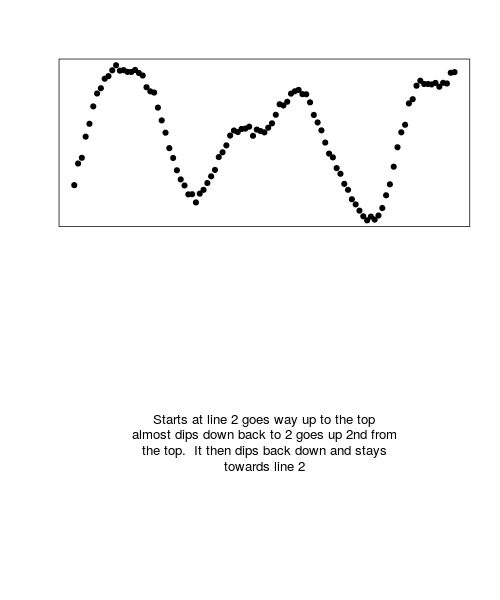 Starts at line 2 goes way up to the top
almost dips down back to 2 goes up 2nd from
the top.  It then dips back down and stays
towards line 2